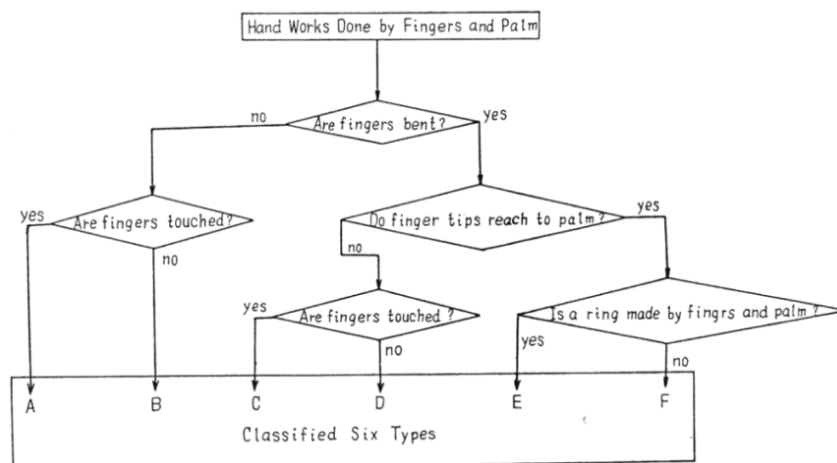 Hand Works Done by Fingers and Palm
no
Are fingers bent?
yes
yes
Are fingers touched?
no
Do finger tips reach to palm?
yes
no
yes
Are fingers touched?
no
Is a ring made by fingrs and palm?
yes
no
A B C D E F
Classified Six Types